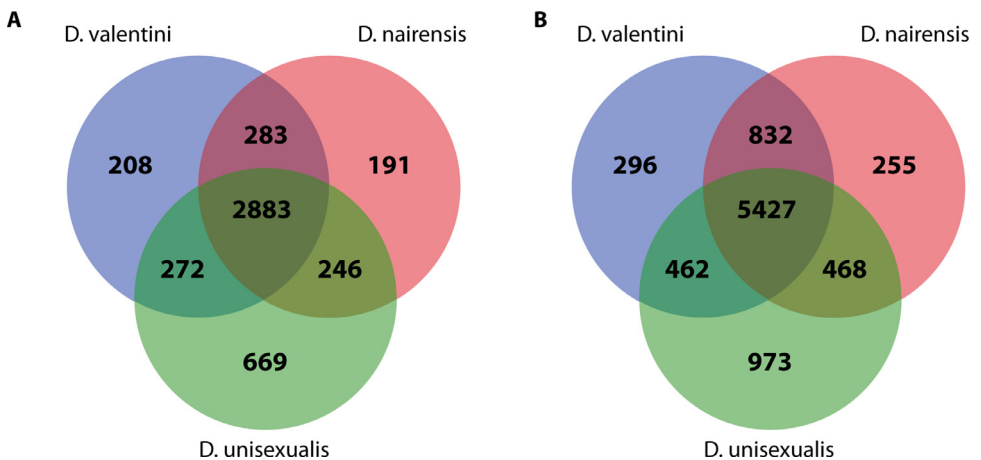 A
D. valentini
D. nairensis
283
208
191
2883
272
246
669
D. unisexualis
B
D. valentini
D. nairensis
832
296
255
5427
462
468
973
D. unisexualis